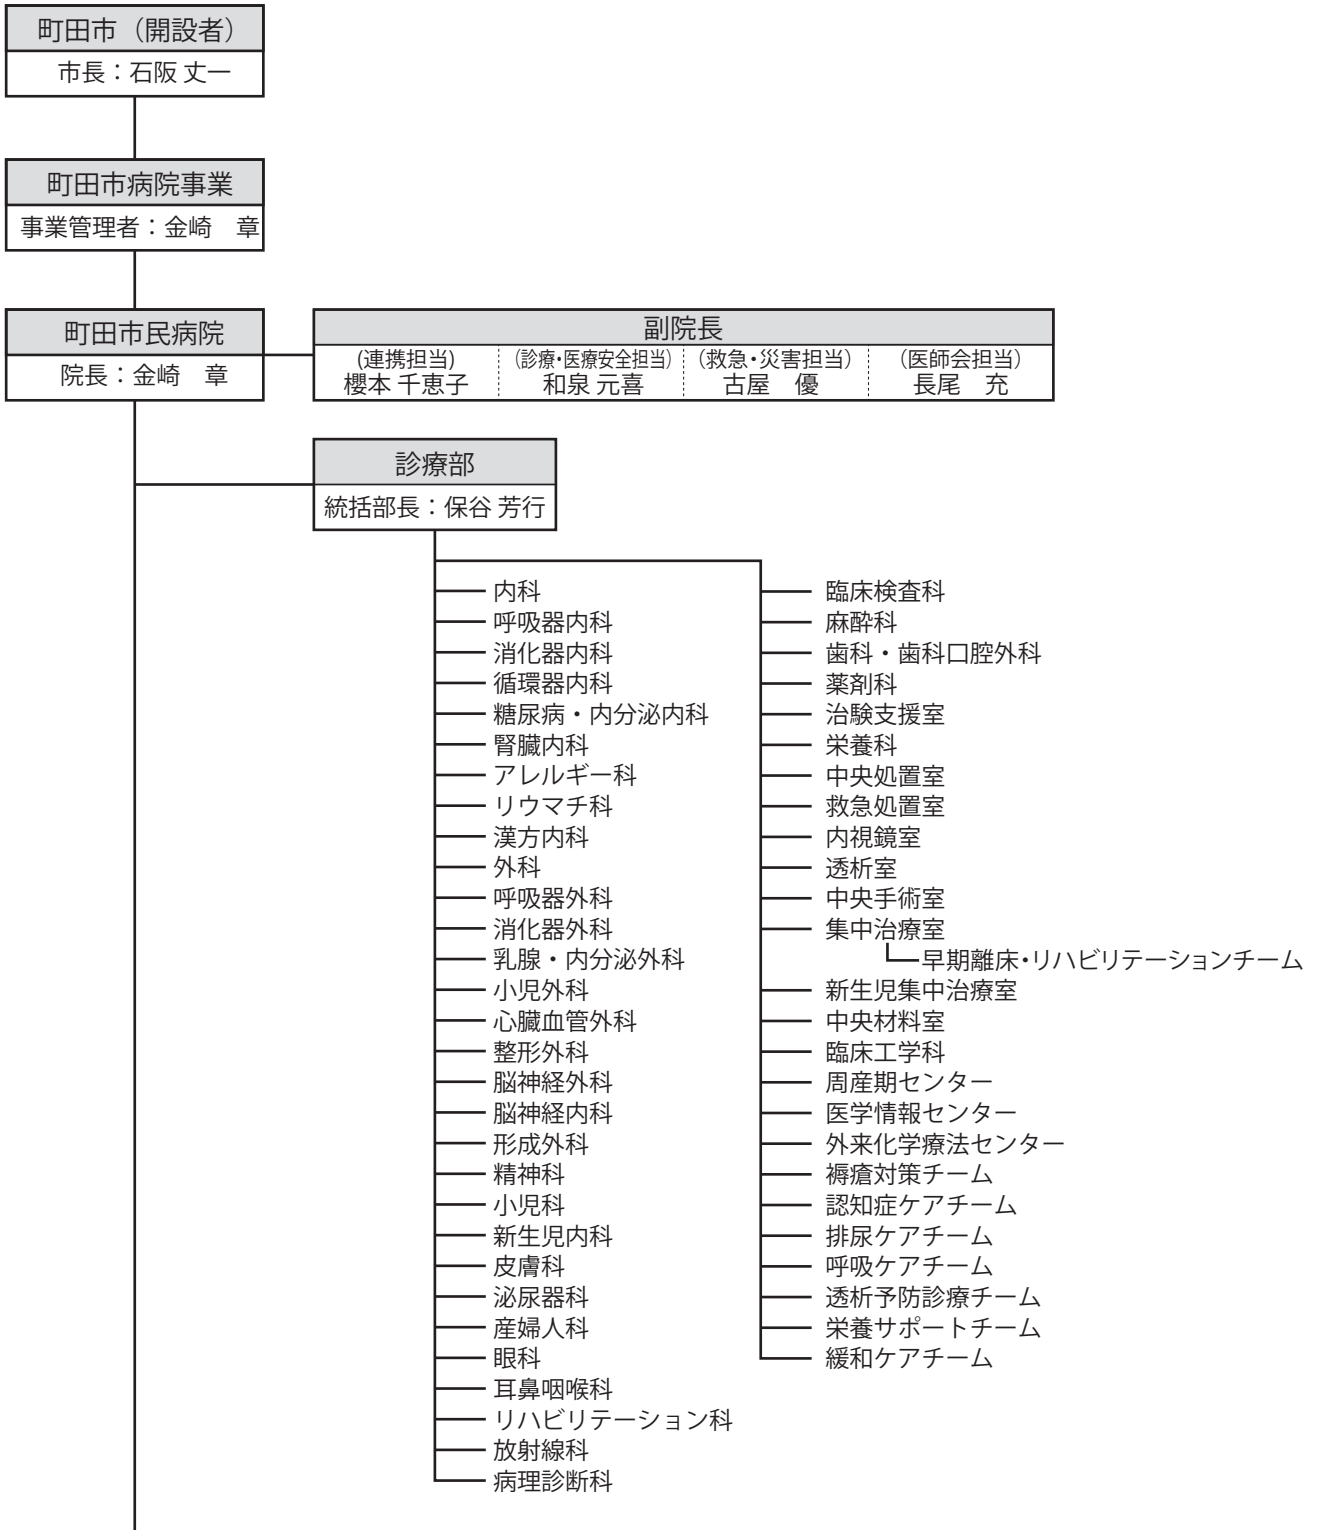 町田市（開設者）
市長：石阪 丈一
町田市病院事業
事業管理者：金崎　章
町田市民病院
院長：金崎　章
副院長
(連携担当)
櫻本 千恵子
（診療・医療安全担当）
和泉 元喜
（救急・災害担当）
古屋　優
（医師会担当）
長尾　充
診療部
統括部長：保谷 芳行
内科
呼吸器内科
消化器内科
循環器内科
糖尿病・内分泌内科
腎臓内科
アレルギー科
リウマチ科
漢方内科
外科
呼吸器外科
消化器外科
乳腺・内分泌外科
小児外科
心臓血管外科
整形外科
脳神経外科
脳神経内科
形成外科
精神科
小児科
新生児内科
皮膚科
泌尿器科
産婦人科
眼科
耳鼻咽喉科
リハビリテーション科
放射線科
病理診断科
臨床検査科
麻酔科
歯科・歯科口腔外科
薬剤科
治験支援室
栄養科
中央処置室
救急処置室
内視鏡室
透析室
中央手術室
集中治療室
早期離床・リハビリテーションチーム
新生児集中治療室
中央材料室
臨床工学科
周産期センター
医学情報センター
外来化学療法センター
褥瘡対策チーム
認知症ケアチーム
排尿ケアチーム
呼吸ケアチーム
透析予防診療チーム
栄養サポートチーム
緩和ケアチーム